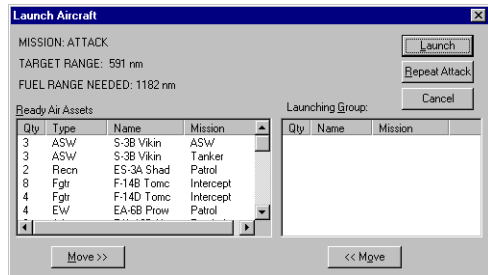 Launch Aircraft
MISSION: ATTACK
TARGET RANGE: 591 nm
FUEL RANGE NEEDED: 1182 nm
Launch
Repeat Attack
Cancel
Ready Air Assets
Qty Type Name Mission
3 ASW S-3B Vikin ASW
3 ASW S-3B Vikin Tanker
2 Recn ES-3A Shad Patrol
8 Fgtr F-14B Tomc Intercept
4 Fgtr F-14D Tomc Intercept
4 EW EA-6B Prow Patrol
Launching Group:
Qty Name Mission
Move >>
<< Move